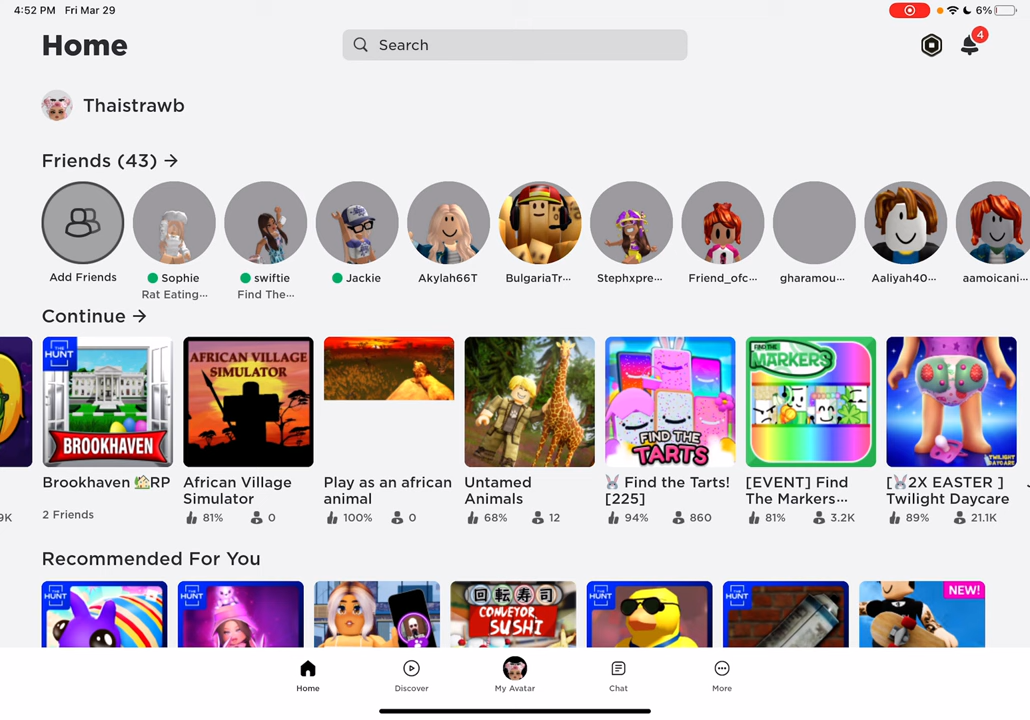 4:52 PM Fri Mar 29
6%
Home
Search
4
Thaistrawb
Friends (43) →
Add Friends
Sophie
Rat Eating...
swiftie
Find The...
Jackie
Akylah66T
BulgariaTr...
Stephxpre...
Friend_ofc...
gharamou...
Aaliyah40...
aamoicani...
Continue →
9K
THE HUNT
BROOKHAVEN
Brookhaven 🏡RP
2 Friends
AFRICAN VILLAGE
SIMULATOR
African Village
Simulator
81% 0
Play as an african
animal
100% 0
Untamed
Animals
68% 12
FIND THE
TARTS
🐰 Find the Tarts!
[225]
94% 860
FIND THE
MARKERS
[EVENT] Find
The Markers...
81% 3.2K
TWILIGHT
DAYCARE
[🐰2X EASTER ]
Twilight Daycare
89% 21.1K
Recommended For You
THE HUNT
THE HUNT
回転寿司
CONVEYOR
SUSHI
THE HUNT
THE HUNT
NEW!
Home
Discover
My Avatar
Chat
More